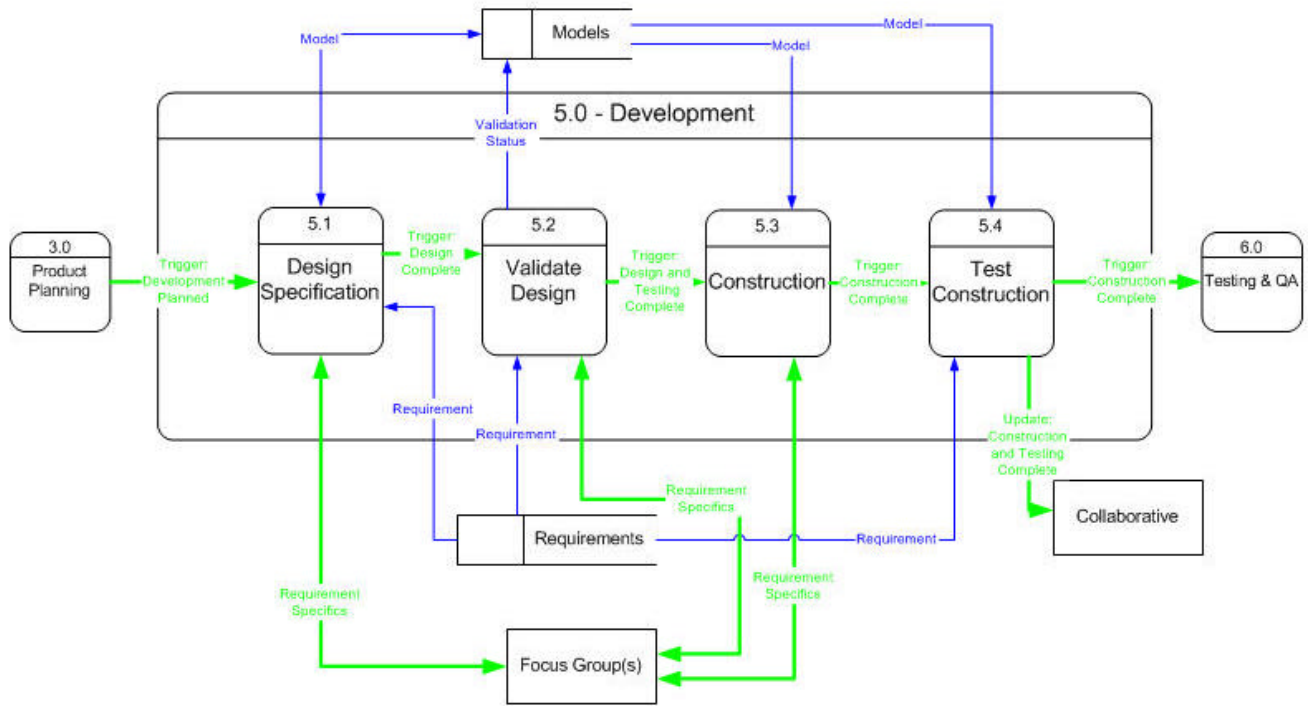 Models
Model
Model
Model
5.0 - Development
Validation
Status
3.0
Product
Planning
Trigger:
Development
Planned
5.1
Design
Specification
Trigger:
Design
Complete
5.2
Validate
Design
Trigger:
Design and
Testing
Complete
5.3
Construction
Trigger:
Construction
Complete
5.4
Test
Construction
Trigger:
Construction
Complete
6.0
Testing & QA
Requirement
Requirement
Update:
Construction
and Testing
Complete
Requirement
Specifics
Requirements
Requirement
Collaborative
Requirement
Specifics
Requirement
Specifics
Focus Group(s)